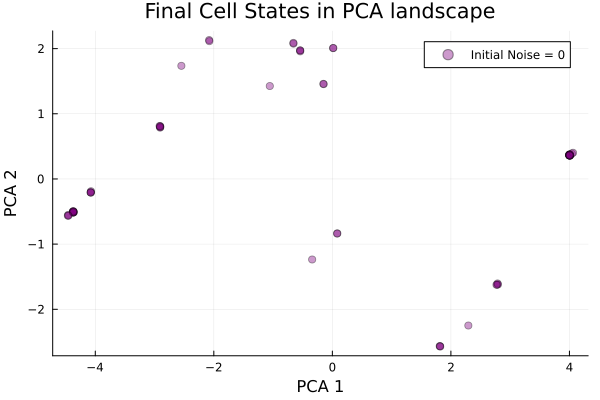 Final Cell States in PCA landscape
Initial Noise = 0
2
1
0
−1
−2
PCA 2
−4
−2
0
2
4
PCA 1